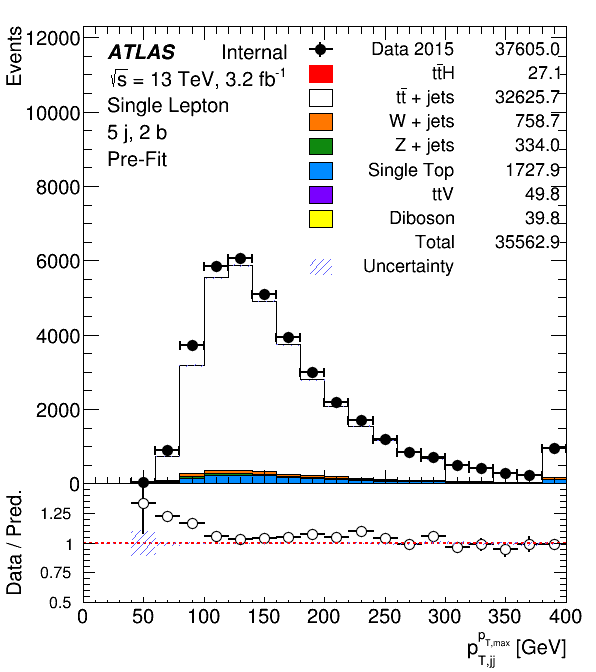 Events
12000
10000
8000
6000
4000
2000
0
ATLAS Internal
√s = 13 TeV, 3.2 fb⁻¹
Single Lepton
5 j, 2 b
Pre-Fit
Data 2015 37605.0
tt̄H 27.1
tt̄ + jets 32625.7
W + jets 758.7
Z + jets 334.0
Single Top 1727.9
ttV 49.8
Diboson 39.8
Total 35562.9
Uncertainty
Data / Pred.
1.25
1
0.75
0.5
0 50 100 150 200 250 300 350 400
p_{T,jj}^{p_{T,max}} [GeV]